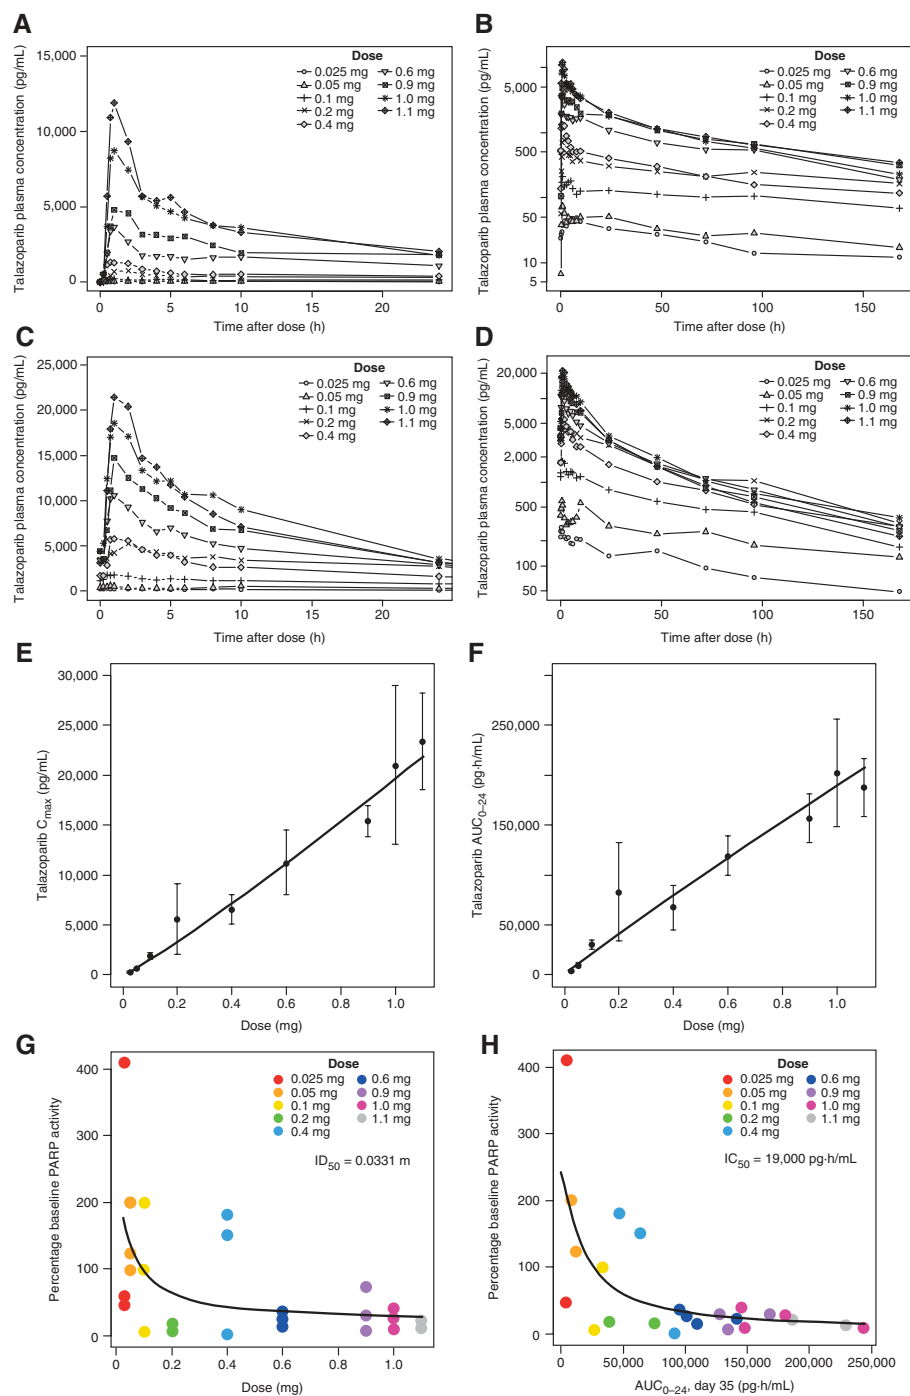 A
Talazoparib plasma concentration (pg/mL)
15,000
10,000
5,000
0
Dose
0.025 mg
0.05 mg
0.1 mg
0.2 mg
0.4 mg
0.6 mg
0.9 mg
1.0 mg
1.1 mg
0 5 10 15 20
Time after dose (h)
B
Talazoparib plasma concentration (pg/mL)
5,000
500
50
10
5
Dose
0.025 mg
0.05 mg
0.1 mg
0.2 mg
0.4 mg
0.6 mg
0.9 mg
1.0 mg
1.1 mg
0 50 100 150
Time after dose (h)
C
Talazoparib plasma concentration (pg/mL)
25,000
20,000
15,000
10,000
5,000
0
Dose
0.025 mg
0.05 mg
0.1 mg
0.2 mg
0.4 mg
0.6 mg
0.9 mg
1.0 mg
1.1 mg
0 5 10 15 20
Time after dose (h)
D
Talazoparib plasma concentration (pg/mL)
20,000
5,000
2,000
500
100
50
Dose
0.025 mg
0.05 mg
0.1 mg
0.2 mg
0.4 mg
0.6 mg
0.9 mg
1.0 mg
1.1 mg
0 50 100 150
Time after dose (h)
E
Talazoparib Cmax (pg/mL)
30,000
25,000
20,000
15,000
10,000
5,000
0
0 0.2 0.4 0.6 0.8 1.0
Dose (mg)
F
Talazoparib AUC0–24 (pg·h/mL)
250,000
150,000
50,000
0
0 0.2 0.4 0.6 0.8 1.0
Dose (mg)
G
Percentage baseline PARP activity
400
300
200
100
0
Dose
0.025 mg
0.05 mg
0.1 mg
0.2 mg
0.4 mg
0.6 mg
0.9 mg
1.0 mg
1.1 mg
ID50 = 0.0331 m
0 0.2 0.4 0.6 0.8 1.0
Dose (mg)
H
Percentage baseline PARP activity
400
300
200
100
0
Dose
0.025 mg
0.05 mg
0.1 mg
0.2 mg
0.4 mg
0.6 mg
0.9 mg
1.0 mg
1.1 mg
IC50 = 19,000 pg·h/mL
0 50,000 100,000 150,000 200,000 250,000
AUC0–24, day 35 (pg·h/mL)